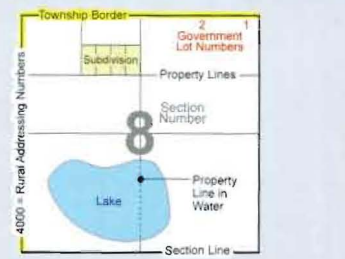 Township Border
2 1
Government
Lot Numbers
Subdivision
Property Lines
4000 = Rural Addressing Numbers
Section
Number
8
Property
Line in
Water
Lake
Section Line